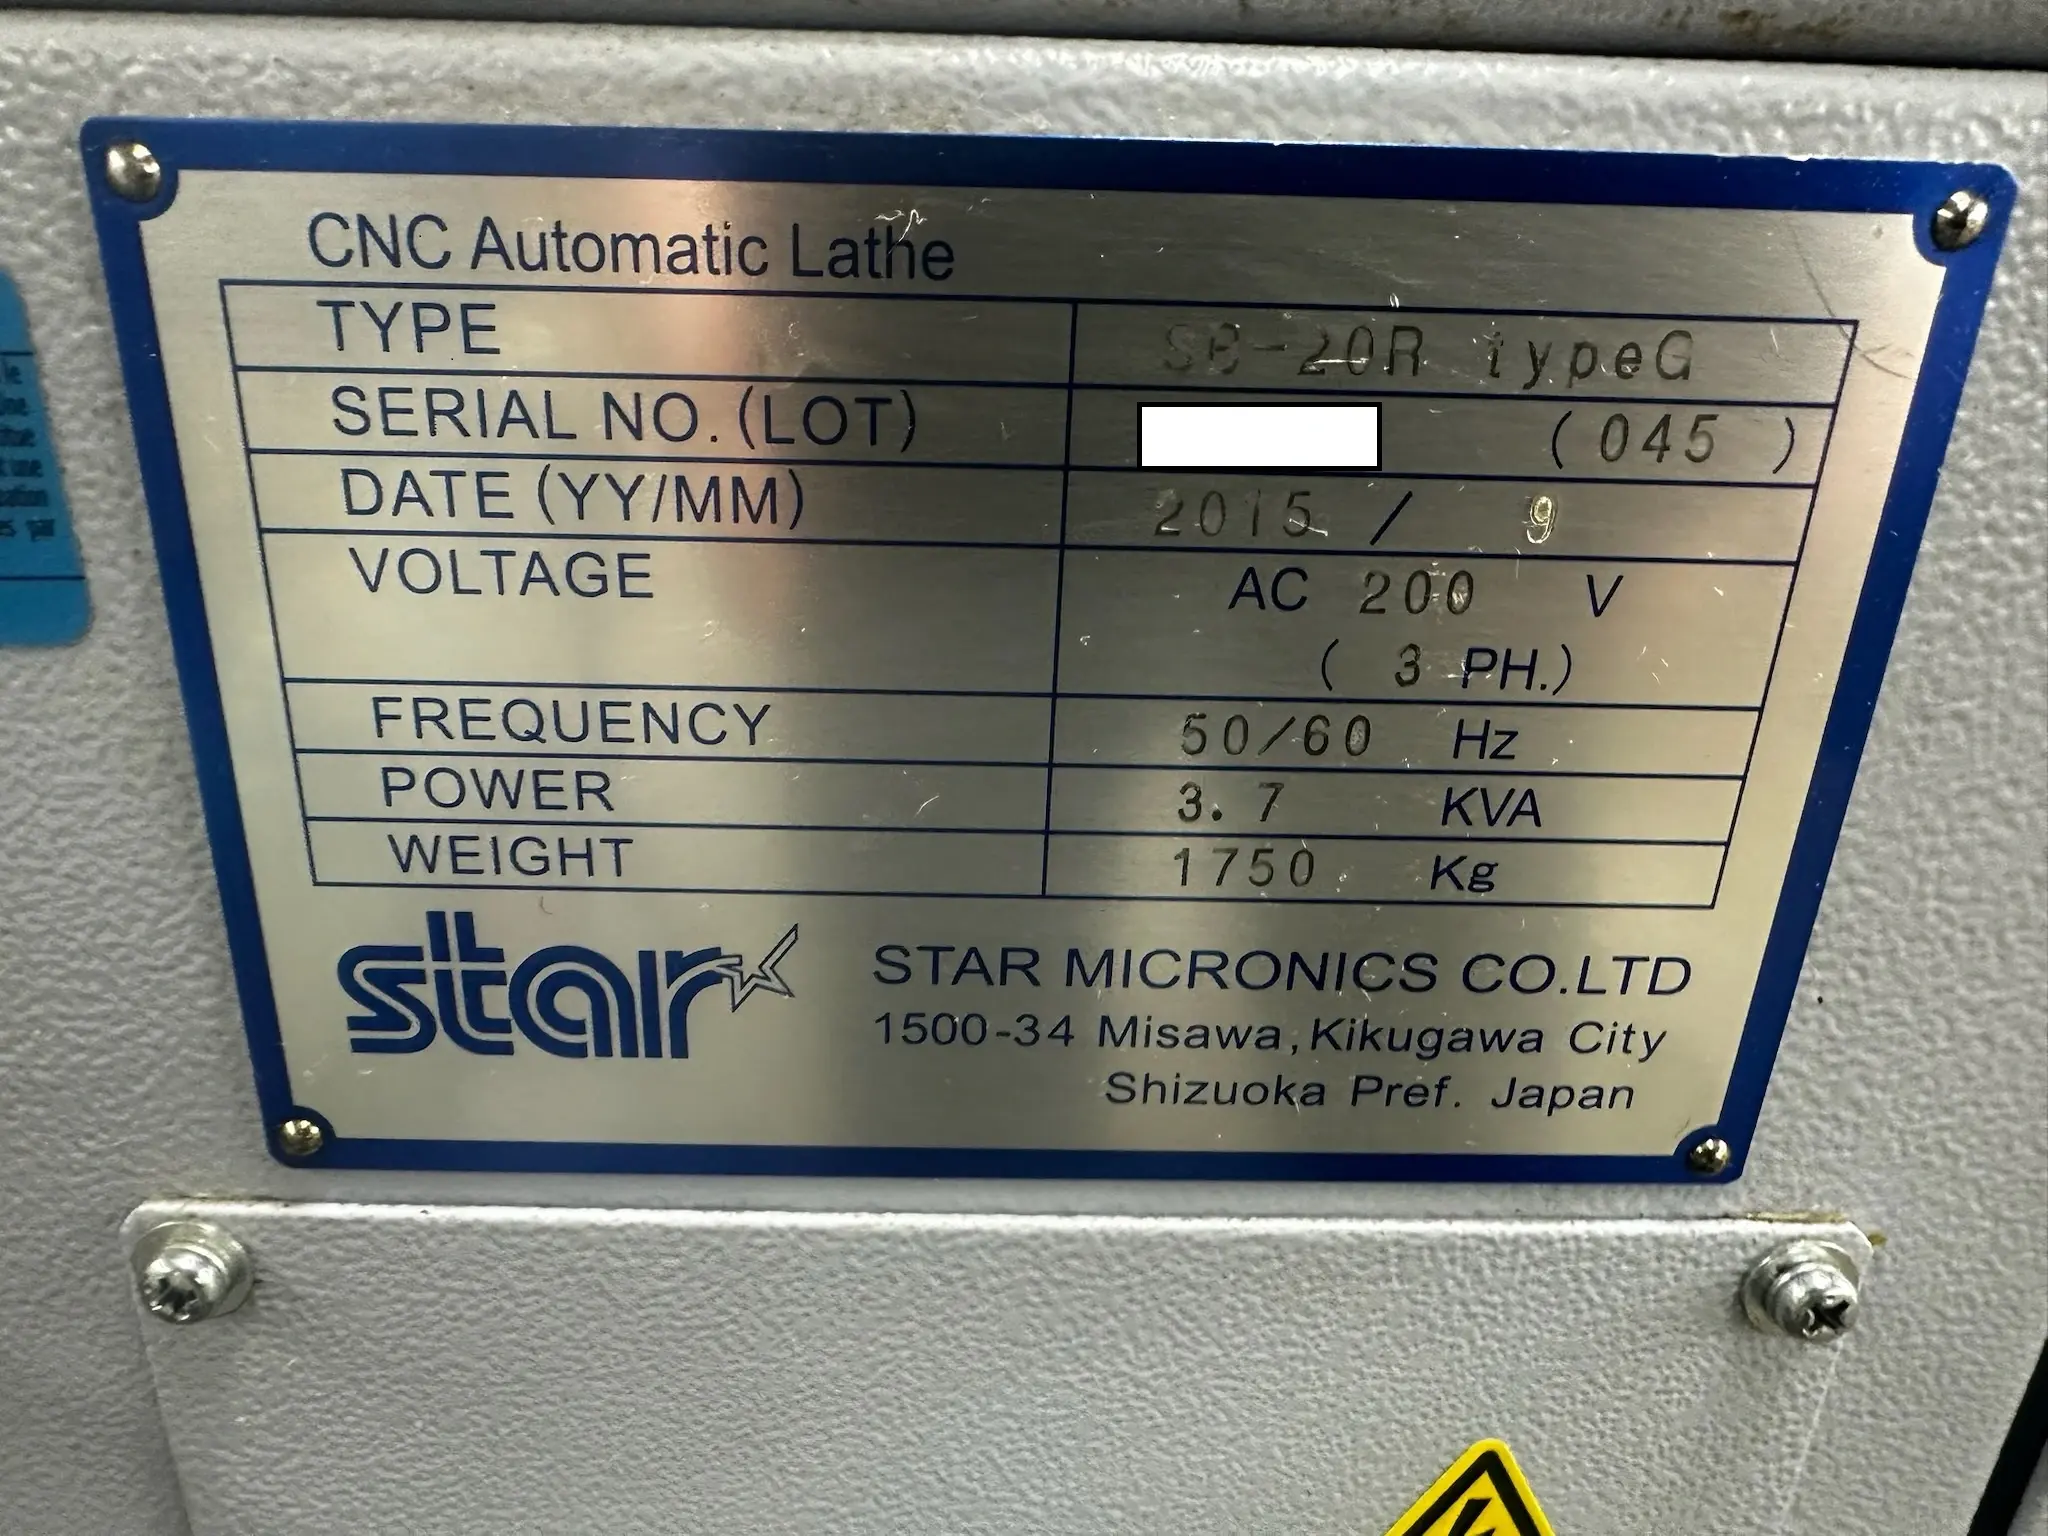 CNC Automatic Lathe
TYPE SB-20R typeG
SERIAL NO. (LOT) (045 )
DATE (YY/MM) 2015 / 9
VOLTAGE AC 200 V
( 3 PH.)
FREQUENCY 50/60 Hz
POWER 3.7 KVA
WEIGHT 1750 Kg
star
STAR MICRONICS CO.LTD
1500-34 Misawa,Kikugawa City
Shizuoka Pref. Japan